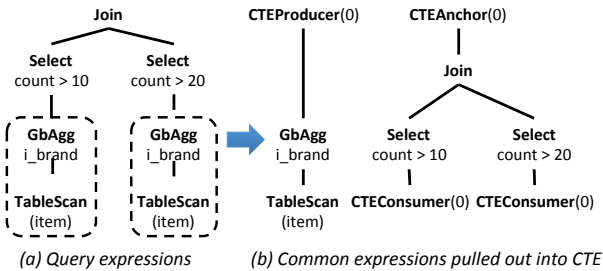 Join
Select
count > 10
Select
count > 20
GbAgg
i_brand
GbAgg
i_brand
TableScan
(item)
TableScan
(item)
(a) Query expressions
CTEProducer(0)
CTEAnchor(0)
Join
GbAgg
i_brand
Select
count > 10
Select
count > 20
TableScan
(item)
CTEConsumer(0)
CTEConsumer(0)
(b) Common expressions pulled out into CTE